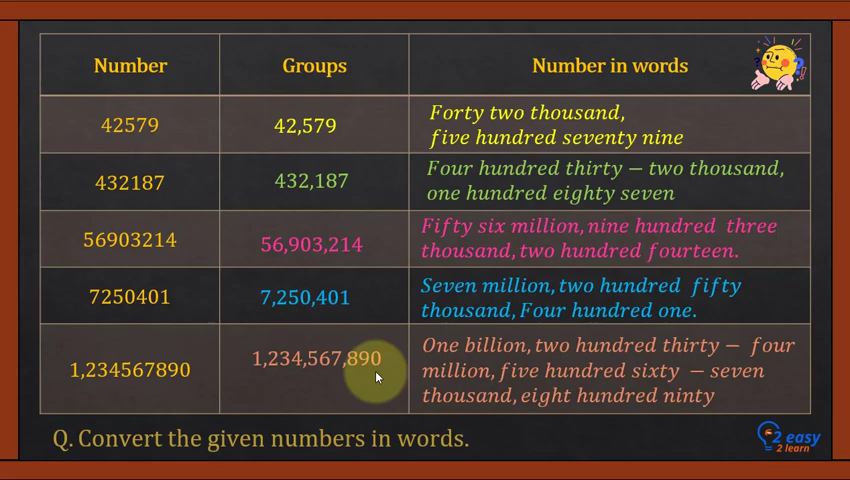 Number Groups Number in words
42579 42,579 Forty two thousand,
five hundred seventy nine
432187 432,187 Four hundred thirty − two thousand,
one hundred eighty seven
56903214 56,903,214 Fifty six million, nine hundred three
thousand, two hundred fourteen.
7250401 7,250,401 Seven million, two hundred fifty
thousand, Four hundred one.
1,234567890 1,234,567,890 One billion, two hundred thirty − four
million, five hundred sixty − seven
thousand, eight hundred ninty
Q. Convert the given numbers in words.
2 easy
2 learn